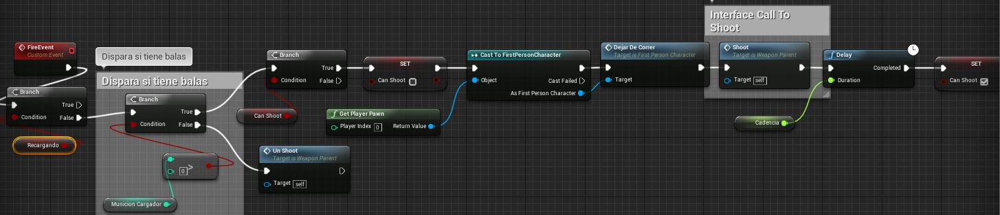 FireEvent
Custom Event
Branch
True
Condition
False
Recargando
Dispara si tiene balas
Dispara si tiene balas
Branch
True
Condition
False
0
>
Municion Cargador
Branch
True
Condition
False
Can Shoot
Un Shoot
Target is Weapon Parent
Target self
SET
Can Shoot
Get Player Pawn
Player Index 0
Return Value
Cast To FirstPersonCharacter
Object
Cast Failed
As First Person Character
Dejar De Correr
Target is First Person Character
Target
Interface Call To
Shoot
Shoot
Target is Weapon Parent
Target self
Cadencia
Delay
Completed
Duration
SET
Can Shoot